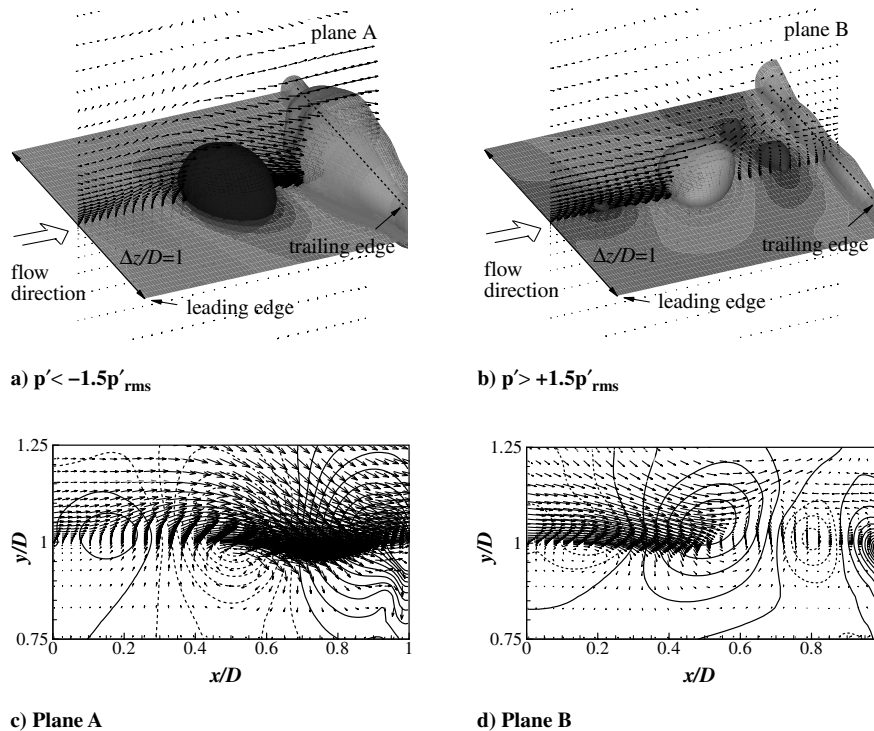 plane A
Δz/D=1
trailing edge
flow
direction
leading edge
a) p′< −1.5p′rms
plane B
Δz/D=1
trailing edge
flow
direction
leading edge
b) p′> +1.5p′rms
1.25
1
0.75
y/D
0 0.2 0.4 0.6 0.8 1
x/D
c) Plane A
1.25
1
0.75
y/D
0 0.2 0.4 0.6 0.8
x/D
d) Plane B